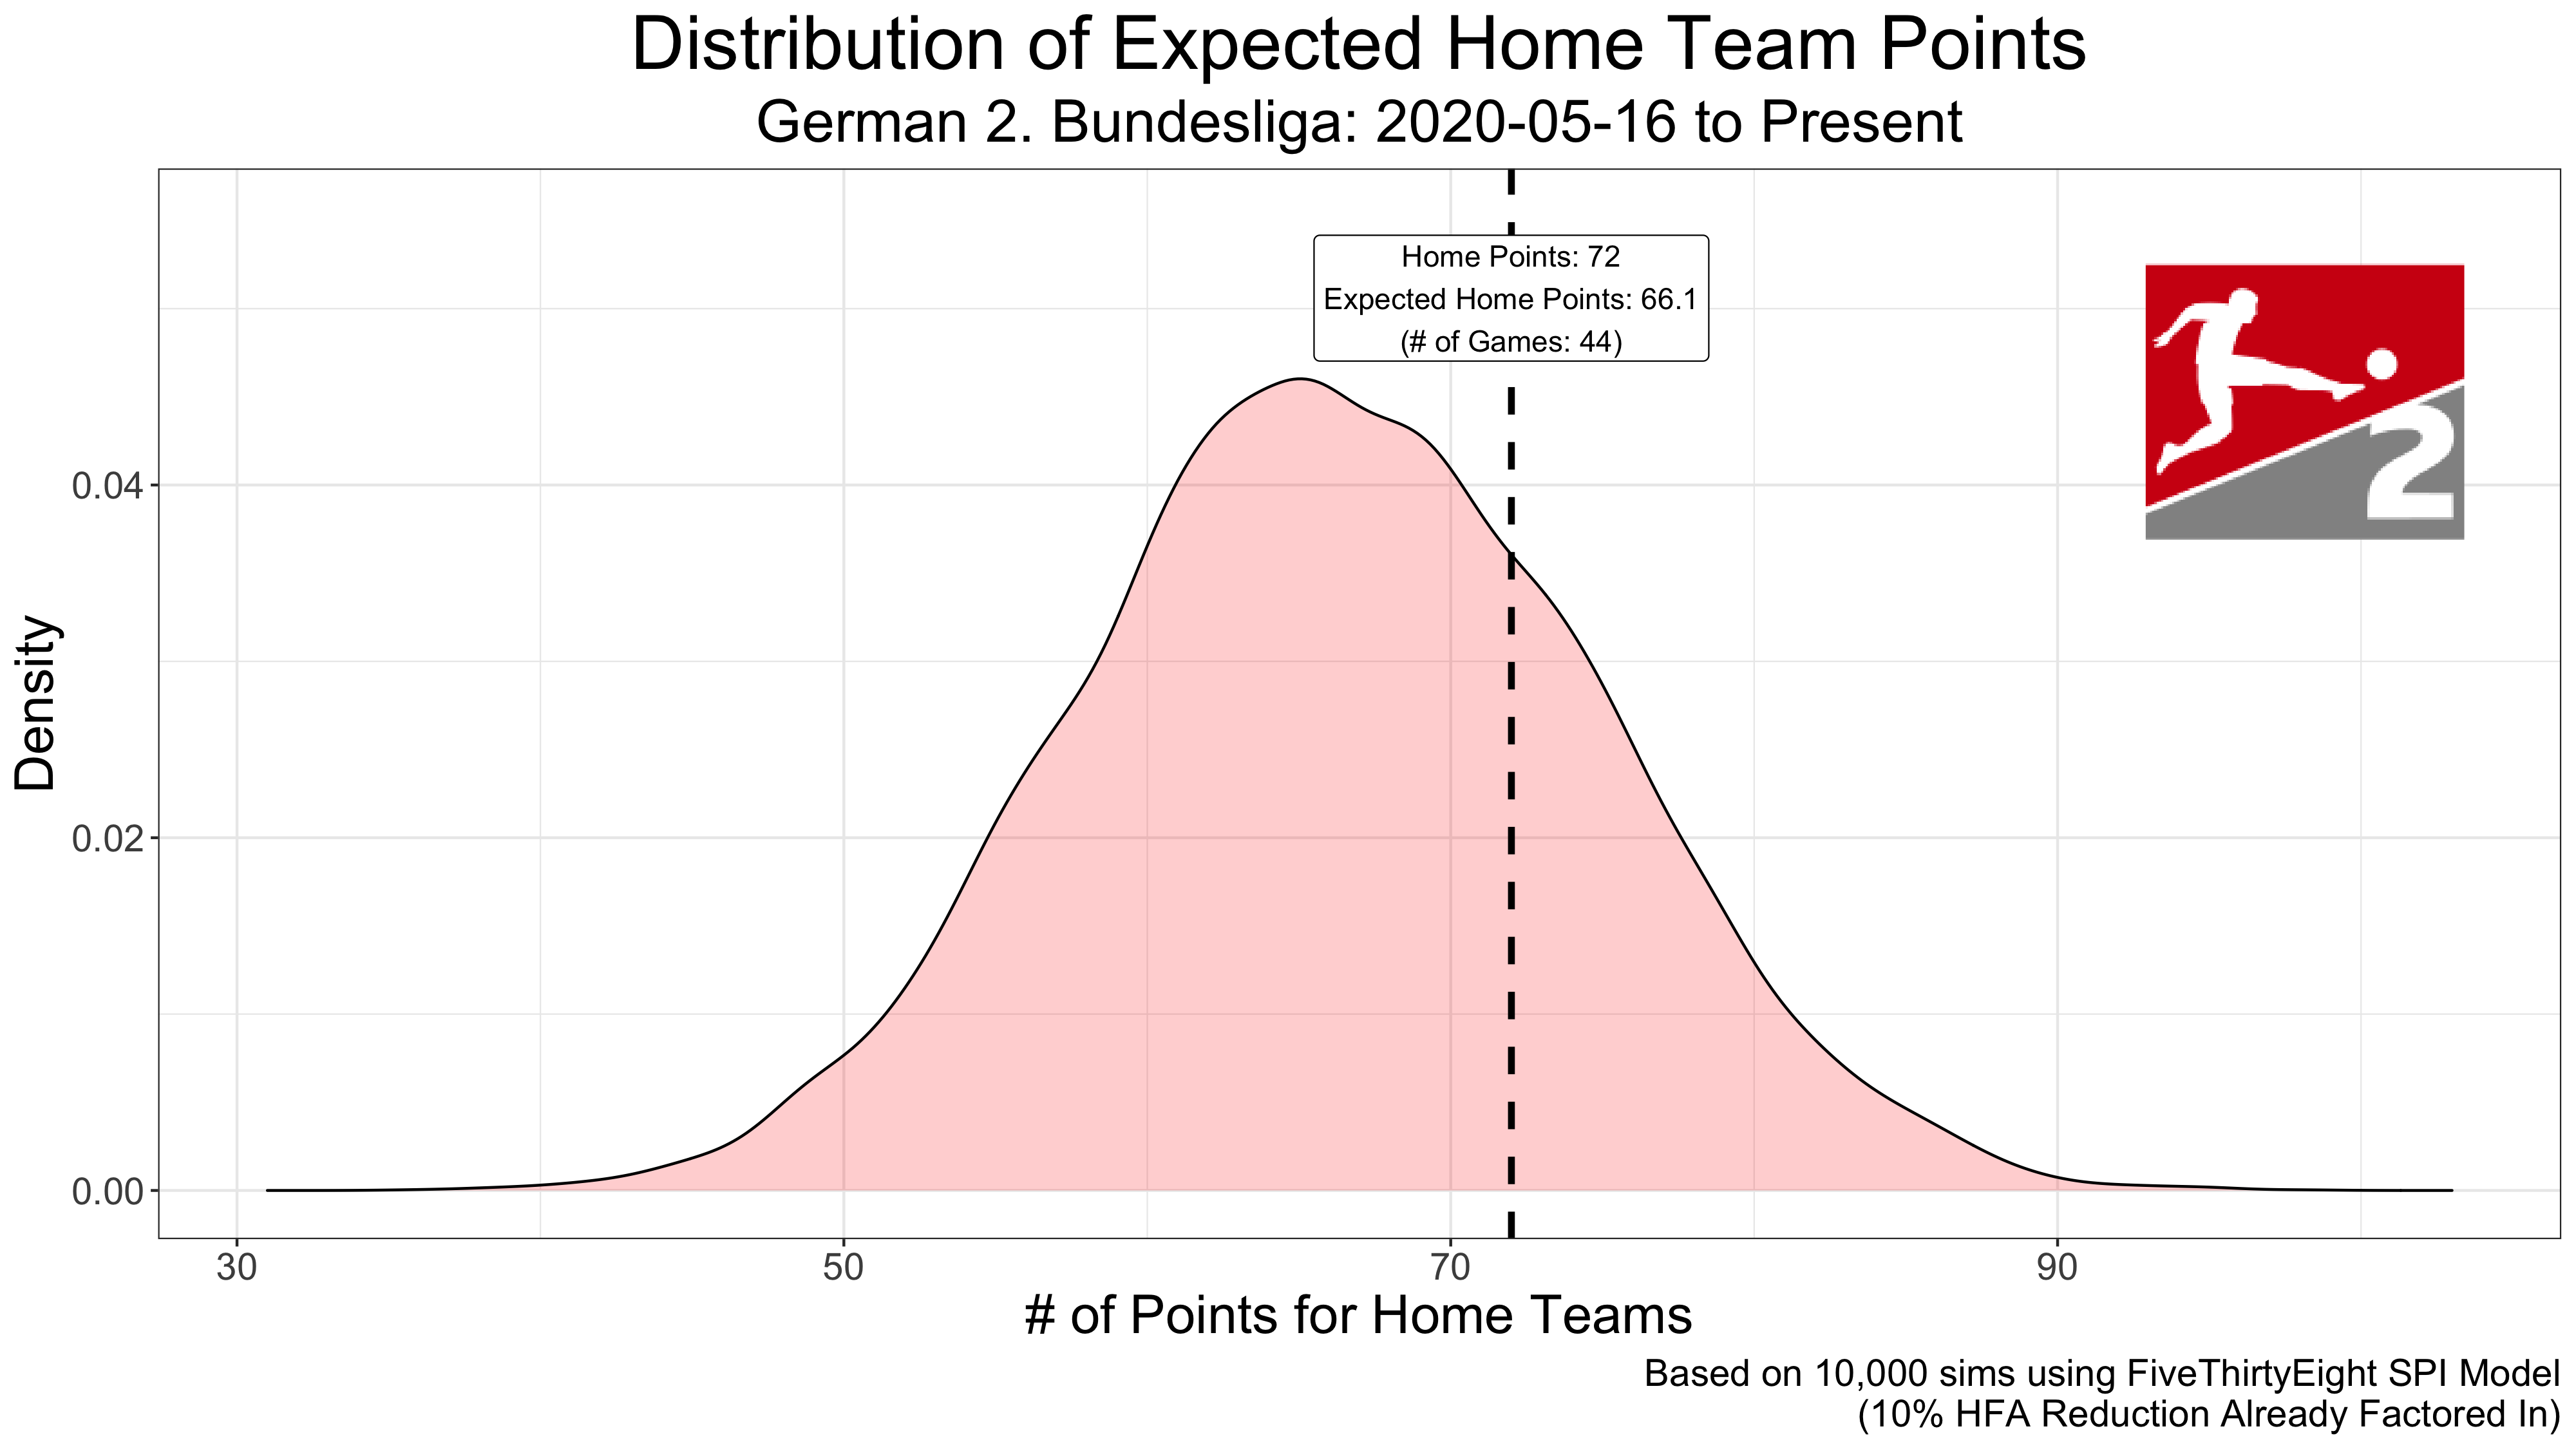 Distribution of Expected Home Team Points
German 2. Bundesliga: 2020-05-16 to Present
Home Points: 72
Expected Home Points: 66.1
(# of Games: 44)
2
Density
0.04
0.02
0.00
30 50 70 90
# of Points for Home Teams
Based on 10,000 sims using FiveThirtyEight SPI Model
(10% HFA Reduction Already Factored In)